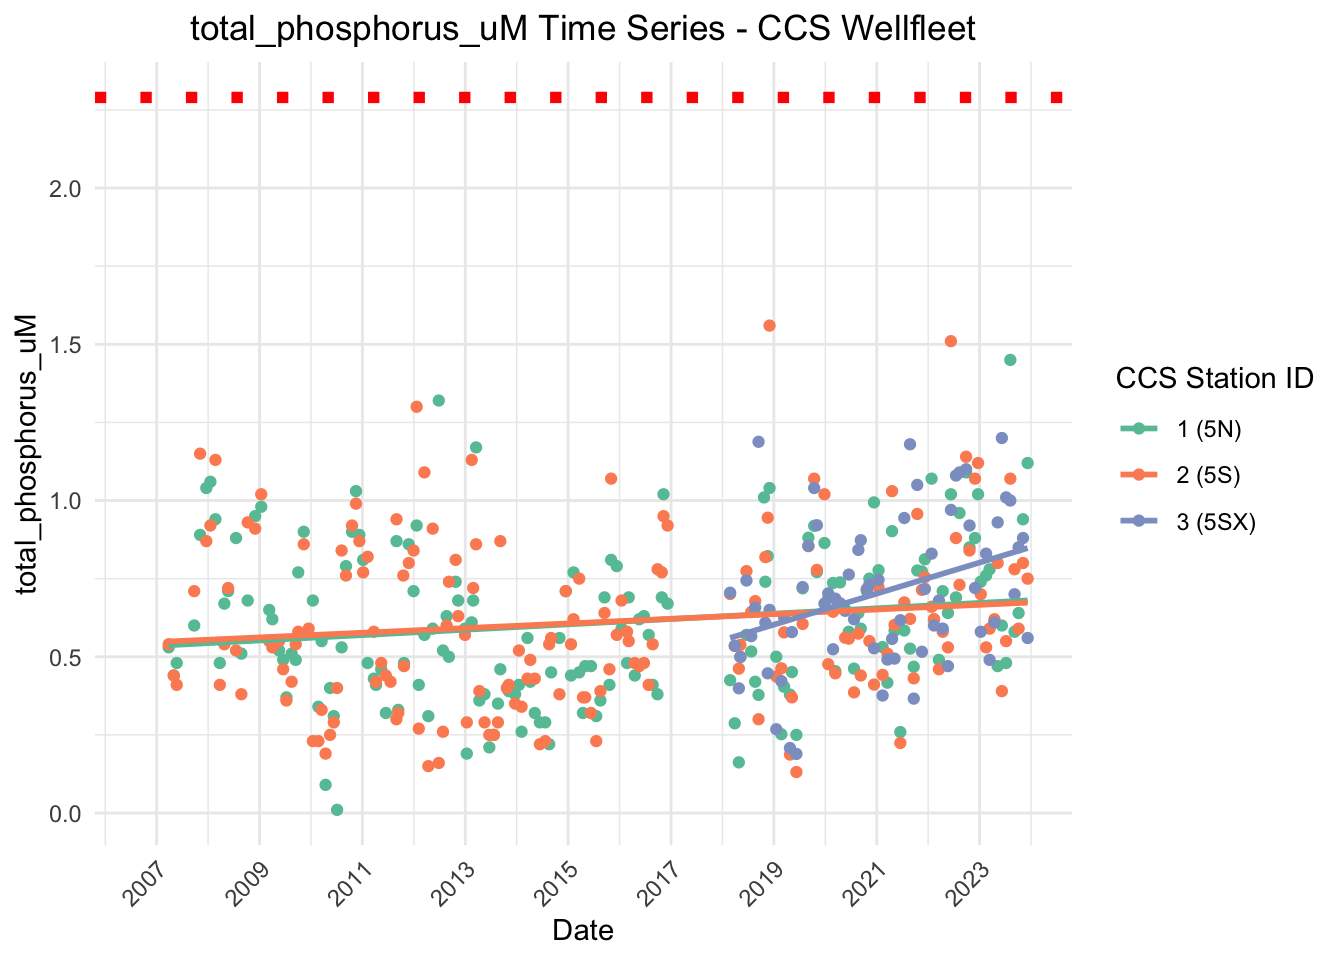 total_phosphorus_uM Time Series - CCS Wellfleet
total_phosphorus_uM
2.0
1.5
1.0
0.5
0.0
2007
2009
2011
2013
2015
2017
2019
2021
2023
Date
CCS Station ID
1 (5N)
2 (5S)
3 (5SX)